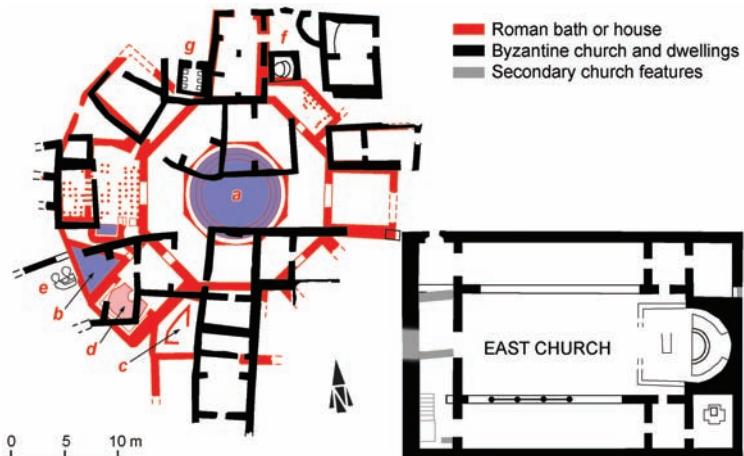 Roman bath or house
Byzantine church and dwellings
Secondary church features
g
f
a
e
b
d
c
EAST CHURCH
N
0 5 10 m